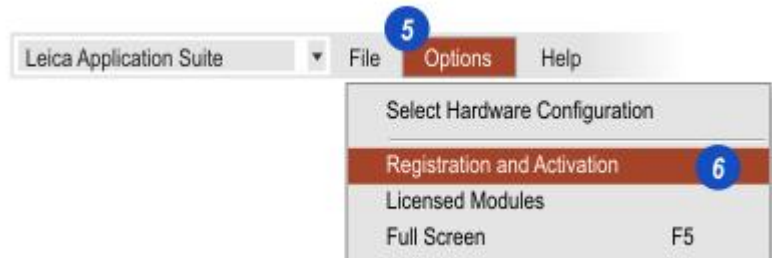 5
Leica Application Suite File Options Help
Select Hardware Configuration
Registration and Activation 6
Licensed Modules
Full Screen F5